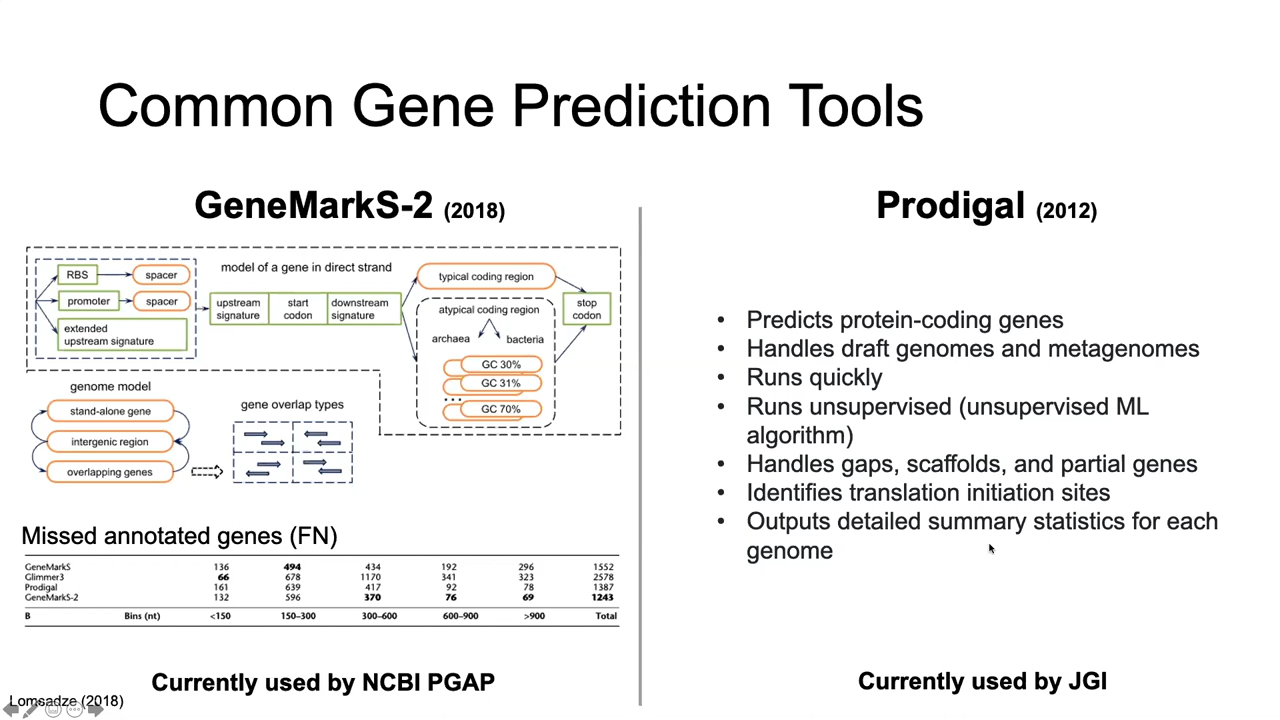 Common Gene Prediction Tools
GeneMarkS-2 (2018)
model of a gene in direct strand
RBS
spacer
promoter
spacer
extended
upstream signature
upstream
signature
start
codon
downstream
signature
typical coding region
atypical coding region
archaea
bacteria
GC 30%
GC 31%
...
GC 70%
stop
codon
genome model
stand-alone gene
intergenic region
overlapping genes
gene overlap types
Missed annotated genes (FN)
GeneMarkS 136 494 434 192 296 1552
Glimmer3 66 678 1170 341 323 2578
Prodigal 161 639 417 92 78 1387
GeneMarkS-2 132 596 370 76 69 1243
B Bins (nt) <150 150–300 300–600 600–900 >900 Total
Currently used by NCBI PGAP
Lomsadze (2018)
Prodigal (2012)
• Predicts protein-coding genes
• Handles draft genomes and metagenomes
• Runs quickly
• Runs unsupervised (unsupervised ML
algorithm)
• Handles gaps, scaffolds, and partial genes
• Identifies translation initiation sites
• Outputs detailed summary statistics for each
genome
Currently used by JGI